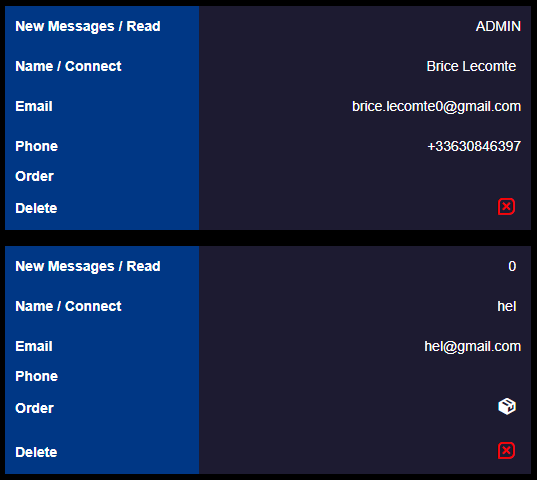 New Messages / Read ADMIN
Name / Connect Brice Lecomte
Email brice.lecomte0@gmail.com
Phone +33630846397
Order
Delete
New Messages / Read 0
Name / Connect hel
Email hel@gmail.com
Phone
Order
Delete